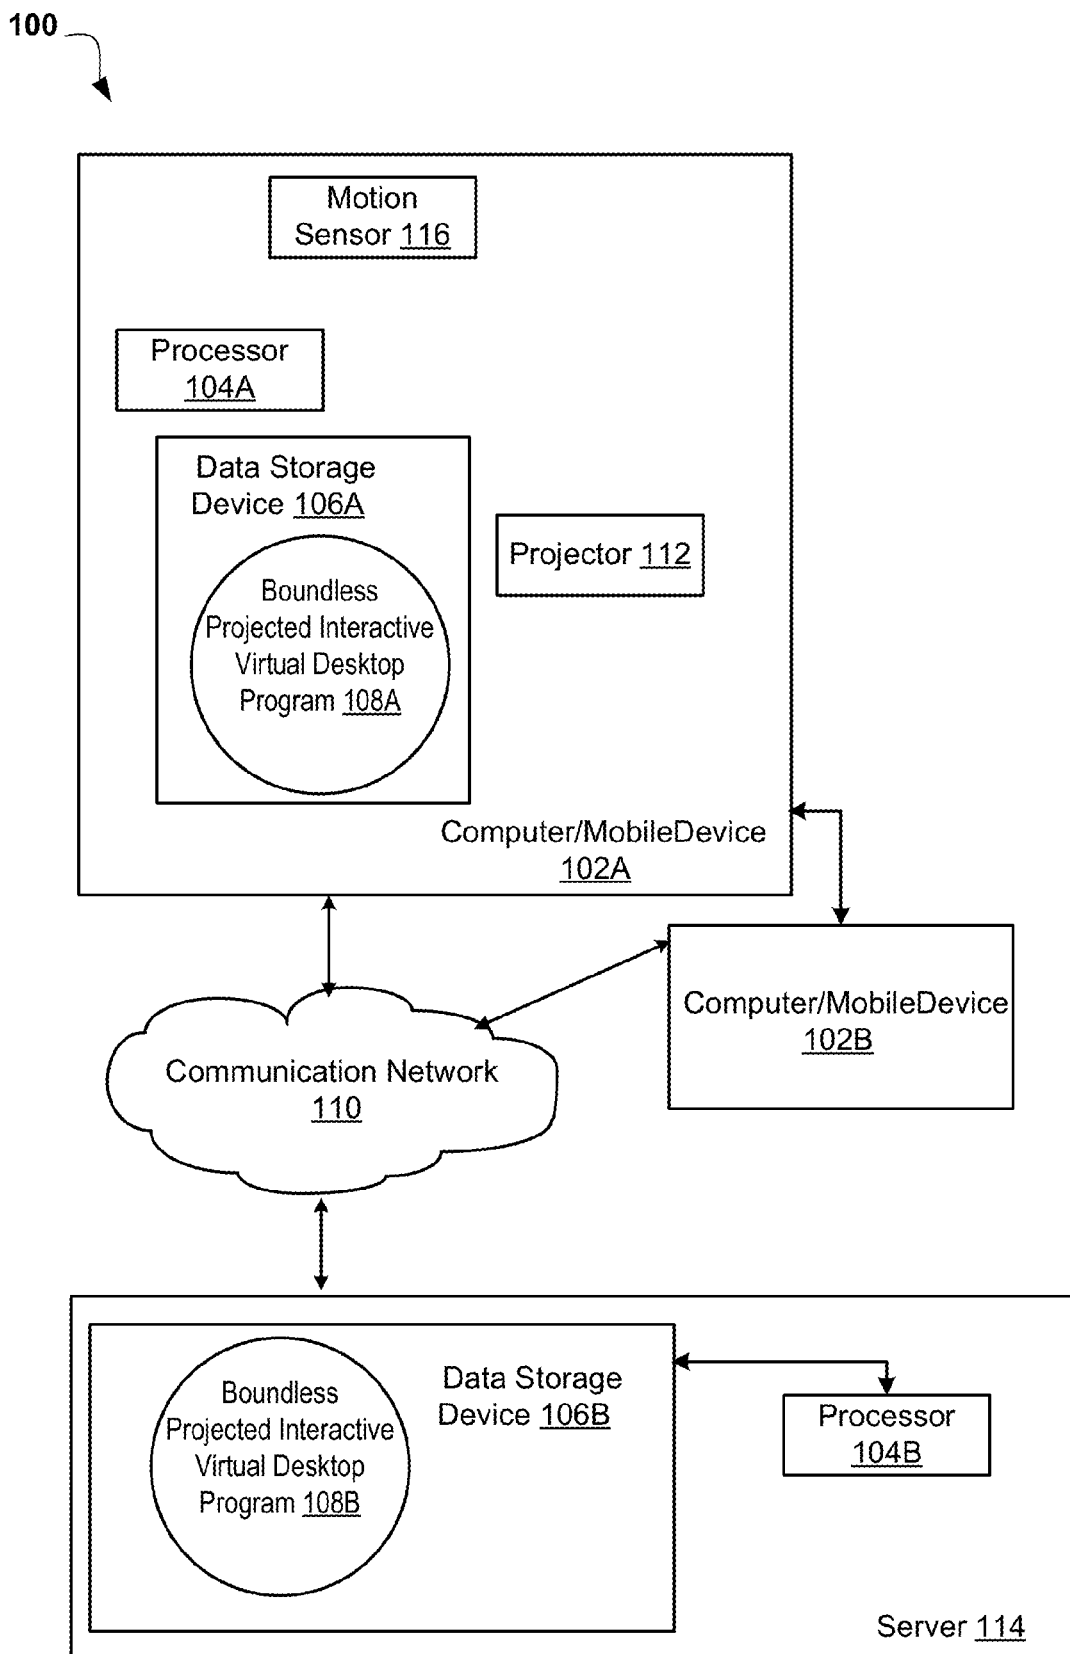 100
Motion
Sensor 116
Processor
104A
Data Storage
Device 106A
Boundless
Projected Interactive
Virtual Desktop
Program 108A
Projector 112
Computer/MobileDevice
102A
Computer/MobileDevice
102B
Communication Network
110
Boundless
Projected Interactive
Virtual Desktop
Program 108B
Data Storage
Device 106B
Processor
104B
Server 114